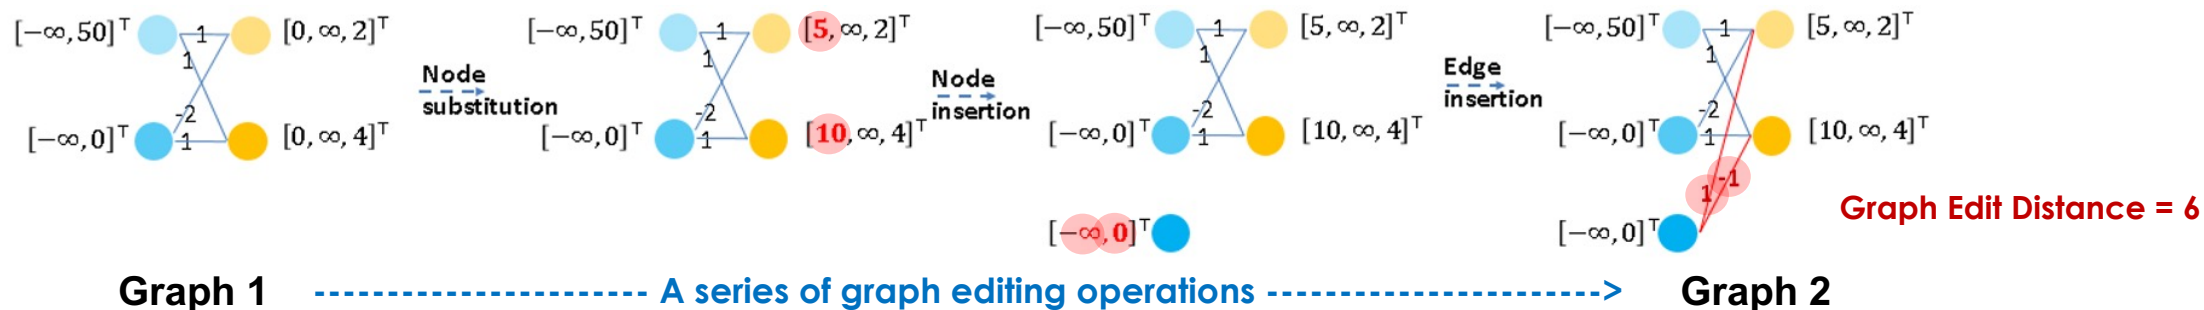 [−∞, 50]ᵀ 1 [0, ∞, 2]ᵀ
1
-2
[−∞, 0]ᵀ 1 [0, ∞, 4]ᵀ
Node
substitution
[−∞, 50]ᵀ 1 [5, ∞, 2]ᵀ
1
-2
[−∞, 0]ᵀ 1 [10, ∞, 4]ᵀ
Node
insertion
[−∞, 50]ᵀ 1 [5, ∞, 2]ᵀ
1
-2
[−∞, 0]ᵀ 1 [10, ∞, 4]ᵀ
[−∞, 0]ᵀ
Edge
insertion
[−∞, 50]ᵀ 1 [5, ∞, 2]ᵀ
1
-2
[−∞, 0]ᵀ 1 [10, ∞, 4]ᵀ
1 -1
[−∞, 0]ᵀ
Graph Edit Distance = 6
Graph 1 A series of graph editing operations Graph 2